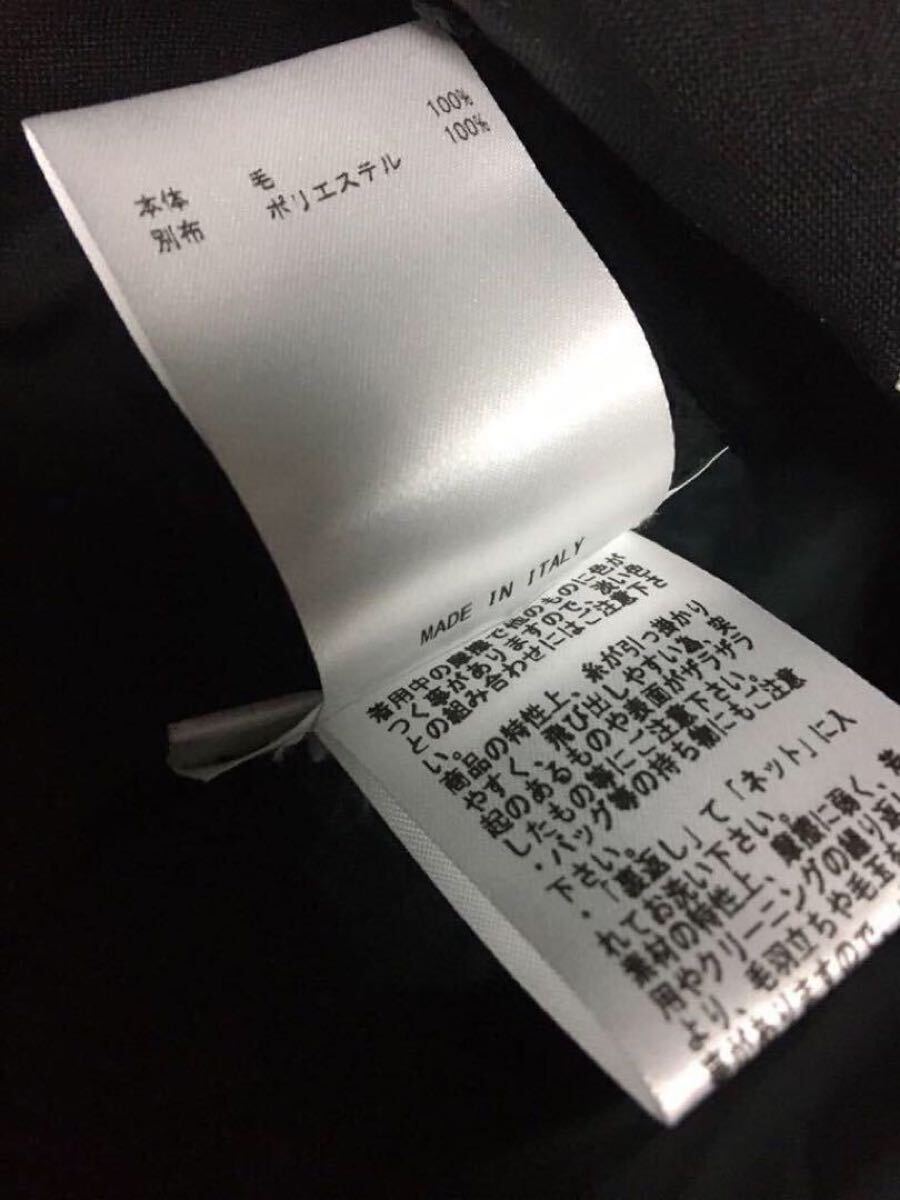 本体 毛 100%
別布 ポリエステル 100%
MADE IN ITALY
着用中の摩擦で他のものに色が
つく事がありますので、淡い色
との組み合わせにはご注意下さ
い。
商品の特性上、糸が引っ掛かり
やすく、飛び出しやすい為、突
起のあるものや表面がザラザラ
したもの等にご注意下さい。
・バッグ等の持ち物にもご注意
下さい。
・「裏返し」て「ネット」に入
れてお洗い下さい。
素材の特性上、摩擦に弱く、着
用やクリーニングの繰り返し
より、毛羽立ちや毛玉
がありますので